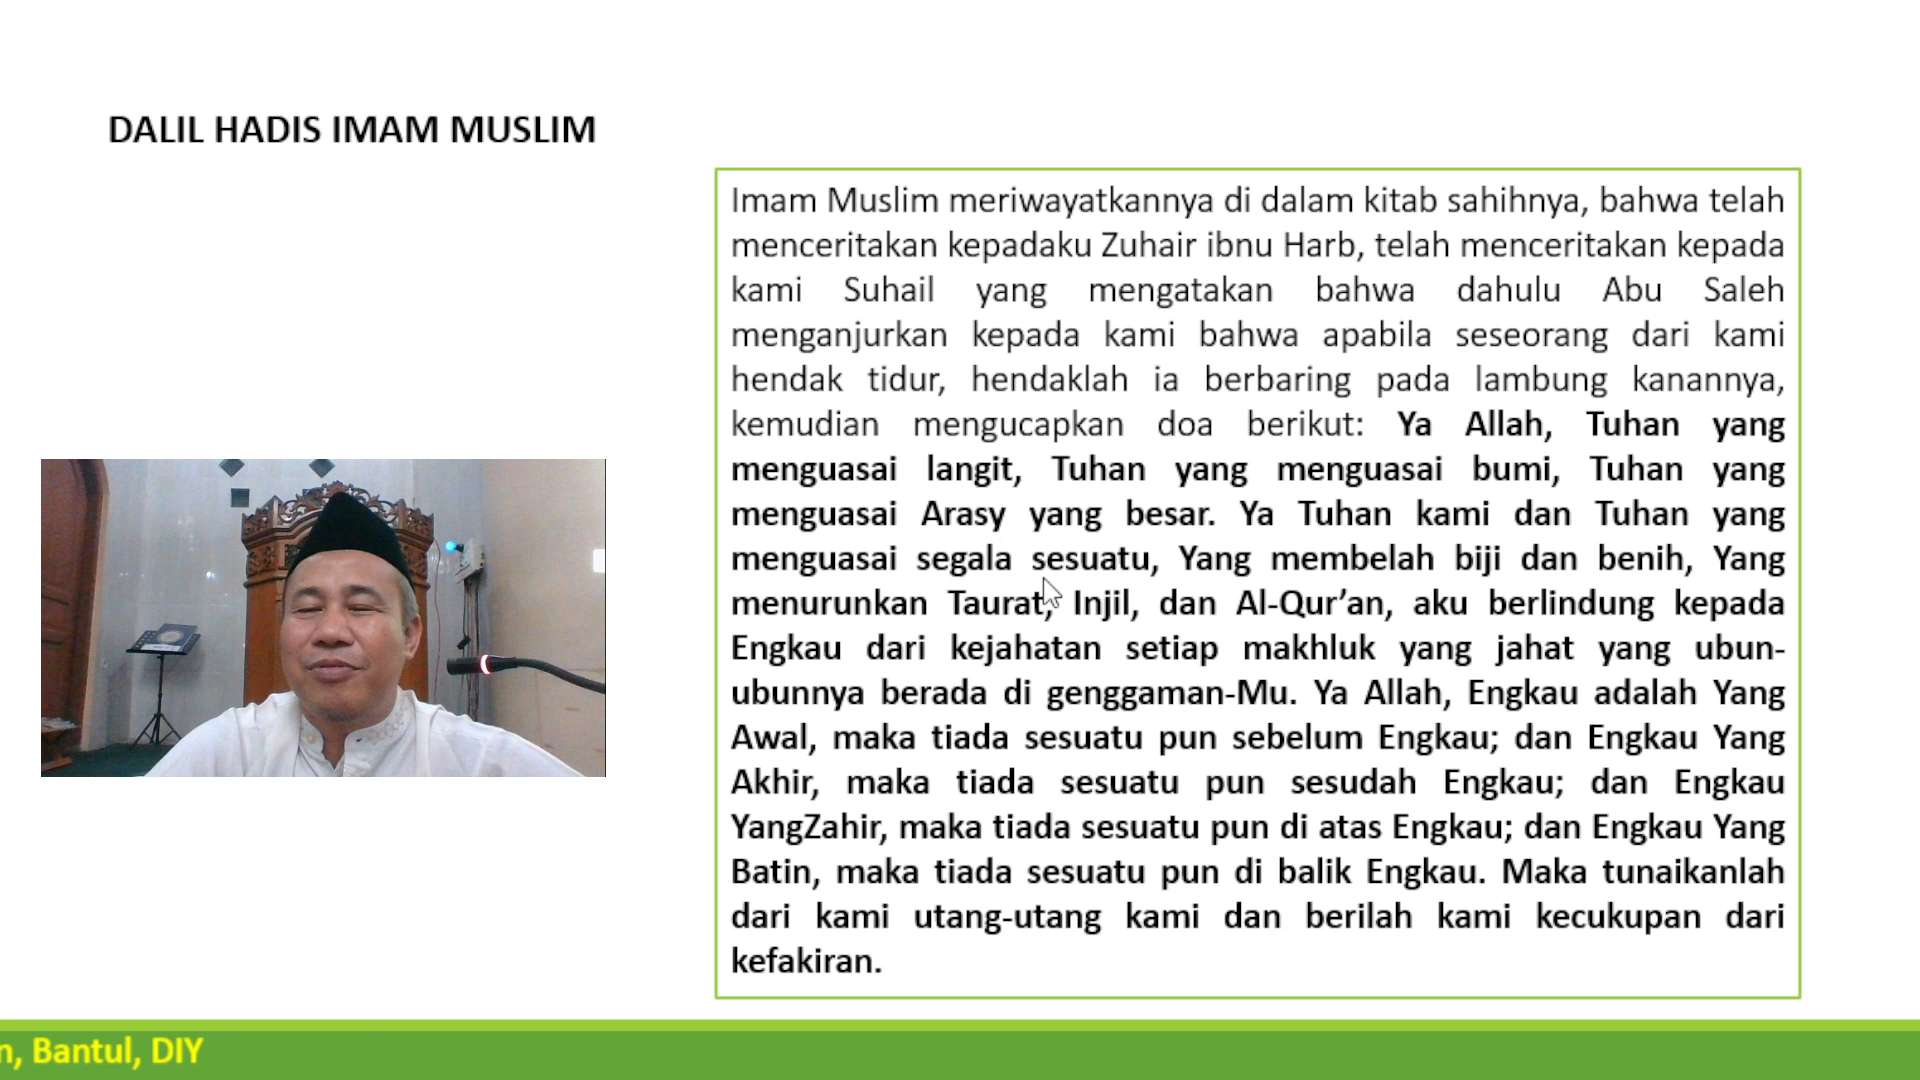 DALIL HADIS IMAM MUSLIM
Imam Muslim meriwayatkannya di dalam kitab sahihnya, bahwa telah
menceritakan kepadaku Zuhair ibnu Harb, telah menceritakan kepada
kami Suhail yang mengatakan bahwa dahulu Abu Saleh
menganjurkan kepada kami bahwa apabila seseorang dari kami
hendak tidur, hendaklah ia berbaring pada lambung kanannya,
kemudian mengucapkan doa berikut: Ya Allah, Tuhan yang
menguasai langit, Tuhan yang menguasai bumi, Tuhan yang
menguasai Arasy yang besar. Ya Tuhan kami dan Tuhan yang
menguasai segala sesuatu, Yang membelah biji dan benih, Yang
menurunkan Taurat, Injil, dan Al-Qur’an, aku berlindung kepada
Engkau dari kejahatan setiap makhluk yang jahat yang ubun-
ubunnya berada di genggaman-Mu. Ya Allah, Engkau adalah Yang
Awal, maka tiada sesuatu pun sebelum Engkau; dan Engkau Yang
Akhir, maka tiada sesuatu pun sesudah Engkau; dan Engkau
YangZahir, maka tiada sesuatu pun di atas Engkau; dan Engkau Yang
Batin, maka tiada sesuatu pun di balik Engkau. Maka tunaikanlah
dari kami utang-utang kami dan berilah kami kecukupan dari
kefakiran.
n, Bantul, DIY